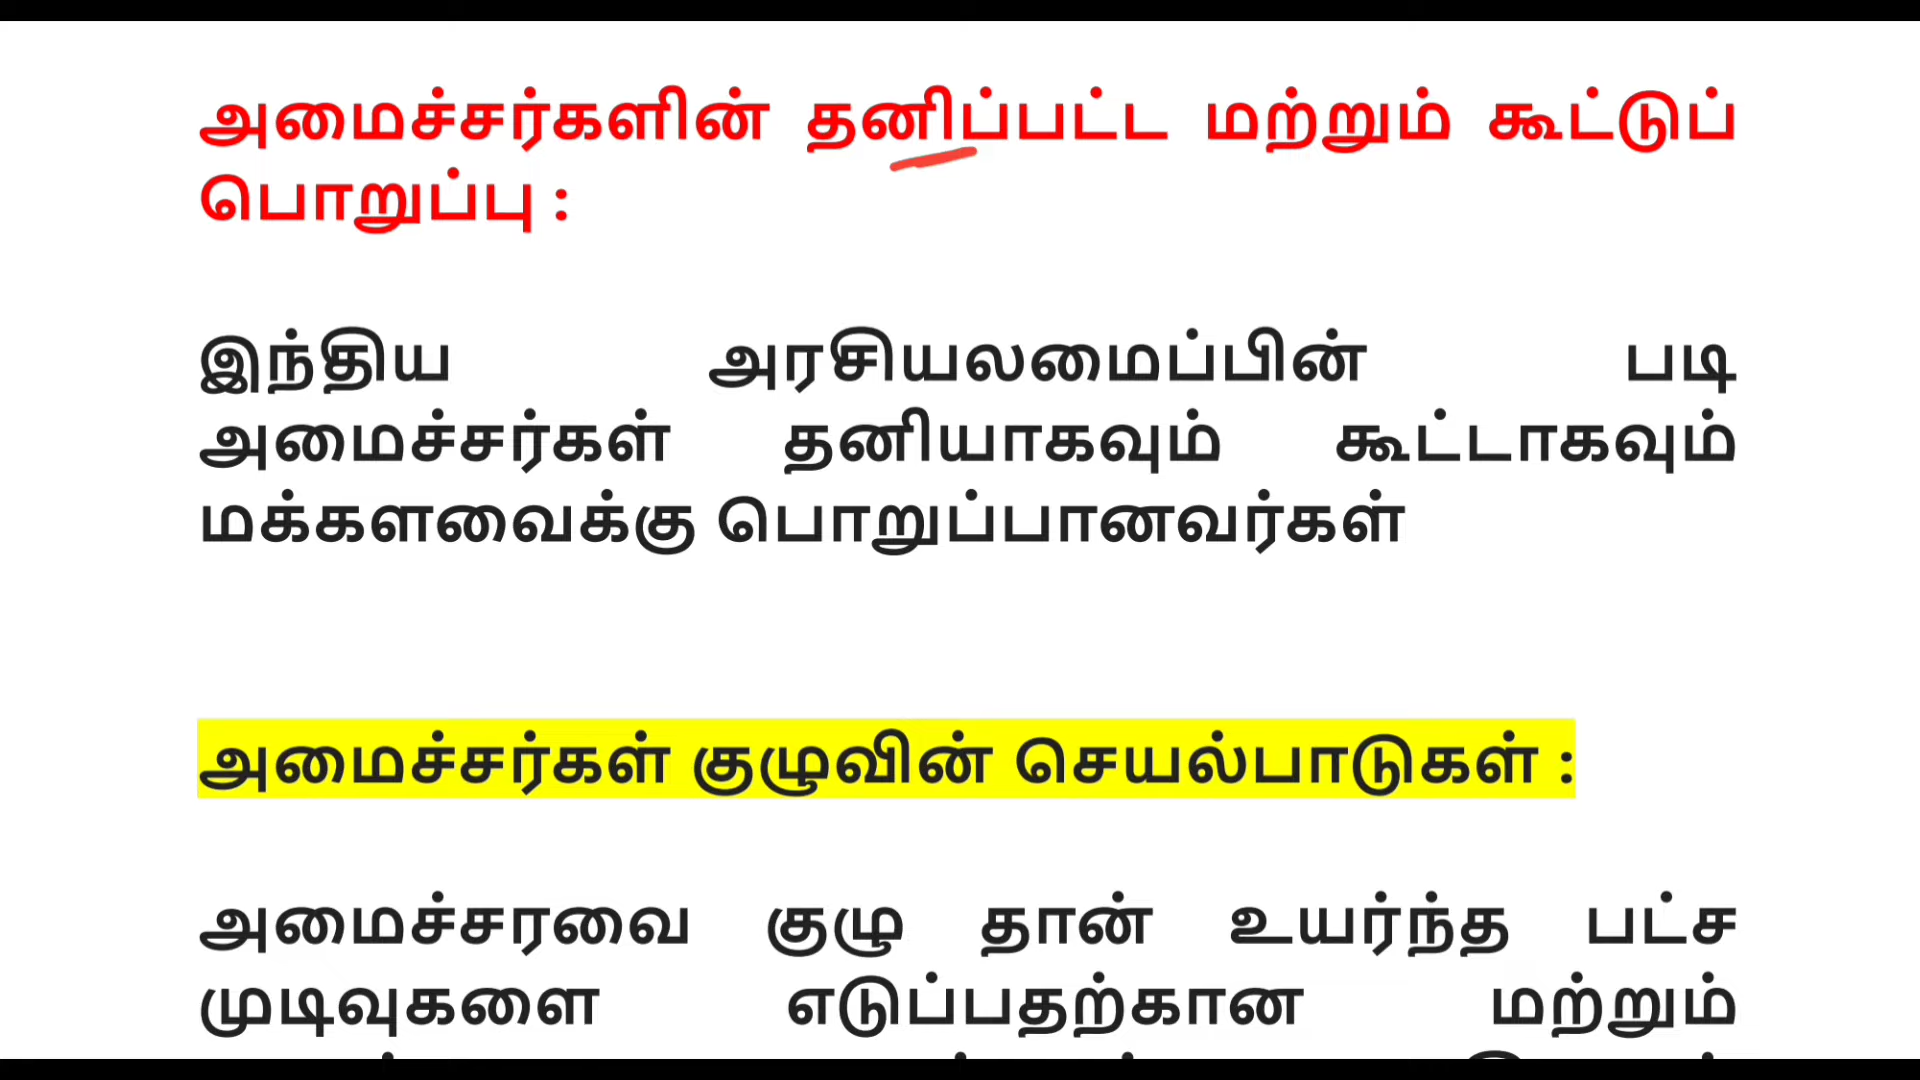 அமைச்சர்களின் தனிப்பட்ட மற்றும் கூட்டுப்
பொறுப்பு :
இந்திய அரசியலமைப்பின் படி
அமைச்சர்கள் தனியாகவும் கூட்டாகவும்
மக்களவைக்கு பொறுப்பானவர்கள்
அமைச்சர்கள் குழுவின் செயல்பாடுகள் :
அமைச்சரவை குழு தான் உயர்ந்த பட்ச
முடிவுகளை எடுப்பதற்கான மற்றும்